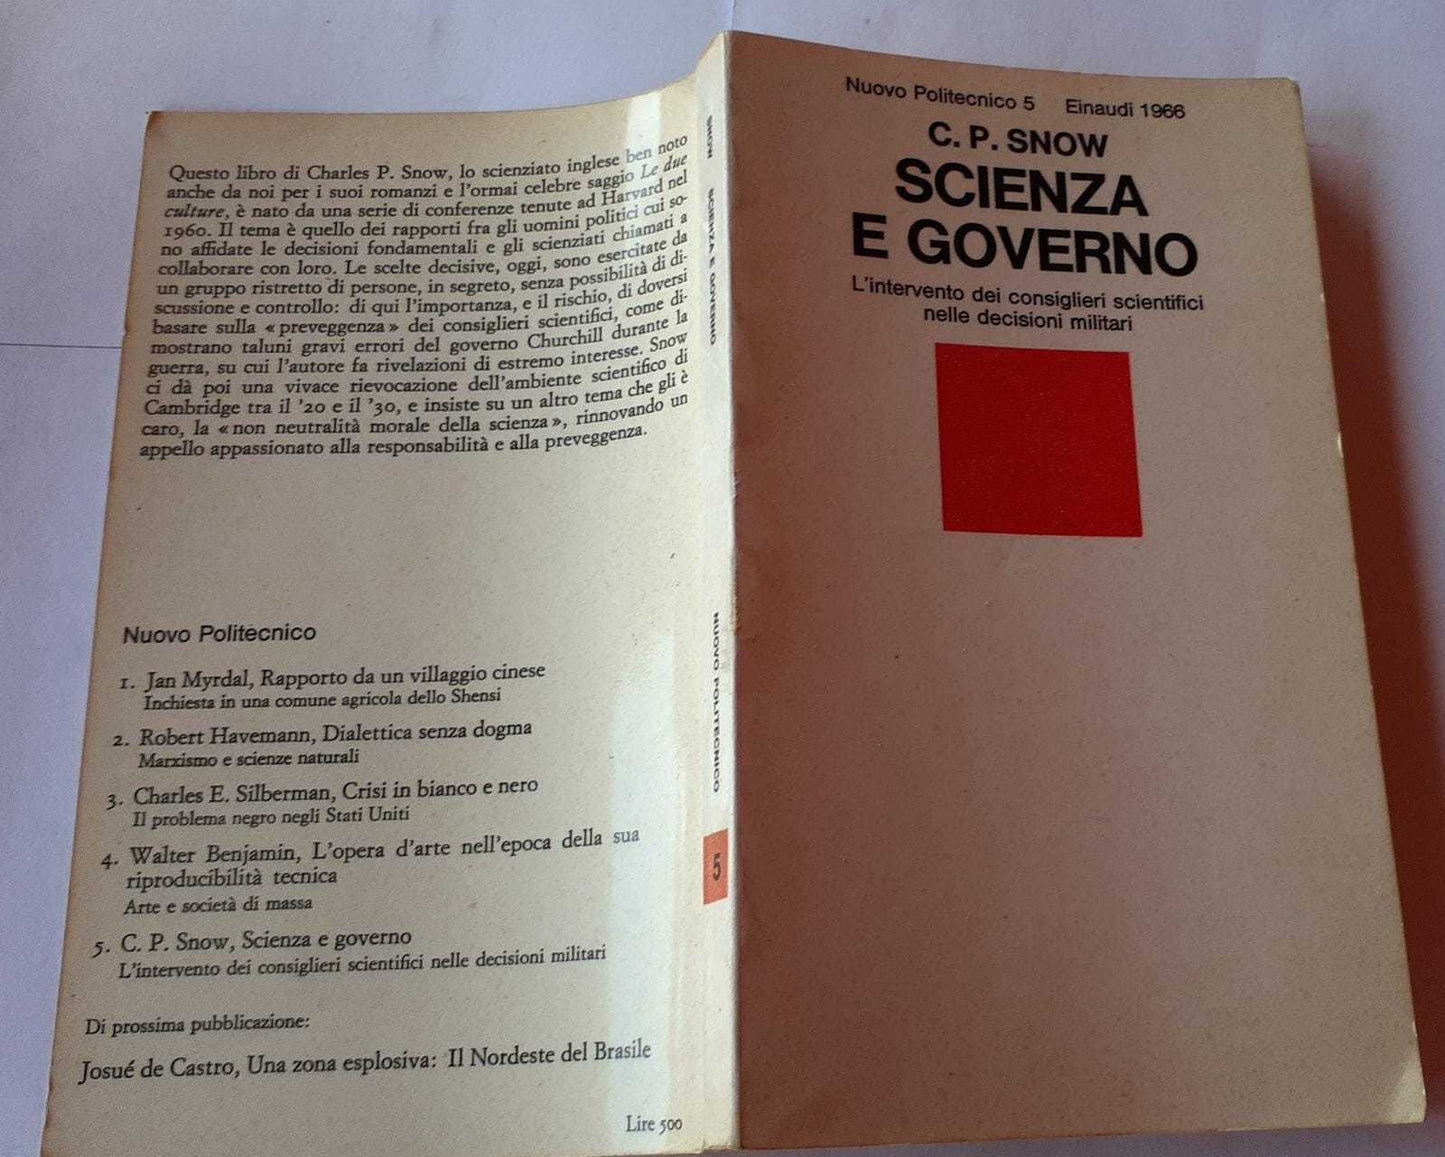 Questo libro di Charles P. Snow, lo scienziato inglese ben noto
anche da noi per i suoi romanzi e l'ormai celebre saggio Le due
culture, è nato da una serie di conferenze tenute ad Harvard nel
1960. Il tema è quello dei rapporti fra gli uomini politici cui so-
no affidate le decisioni fondamentali e gli scienziati chiamati a
collaborare con loro. Le scelte decisive, oggi, sono esercitate da
un gruppo ristretto di persone, in segreto, senza possibilità di di-
scussione e controllo: di qui l'importanza, e il rischio, di doversi
basare sulla « preveggenza » dei consiglieri scientifici, come di-
mostrano taluni gravi errori del governo Churchill durante la
guerra, su cui l'autore fa rivelazioni di estremo interesse. Snow
ci dà poi una vivace rievocazione dell'ambiente scientifico di
Cambridge tra il '20 e il '30, e insiste su un altro tema che gli è
caro, la « non neutralità morale della scienza », rinnovando un
appello appassionato alla responsabilità e alla preveggenza.
Nuovo Politecnico
1. Jan Myrdal, Rapporto da un villaggio cinese
Inchiesta in una comune agricola dello Shensi
2. Robert Havemann, Dialettica senza dogma
Marxismo e scienze naturali
3. Charles E. Silberman, Crisi in bianco e nero
Il problema negro negli Stati Uniti
4. Walter Benjamin, L'opera d'arte nell'epoca della sua
riproducibilità tecnica
Arte e società di massa
5. C. P. Snow, Scienza e governo
L'intervento dei consiglieri scientifici nelle decisioni militari
Di prossima pubblicazione:
Josué de Castro, Una zona esplosiva: Il Nordeste del Brasile
Lire 500
SNOW SCIENZA E GOVERNO NUOVO POLITECNICO 5
Nuovo Politecnico 5 Einaudi 1966
C. P. SNOW
SCIENZA
E GOVERNO
L'intervento dei consiglieri scientifici
nelle decisioni militari